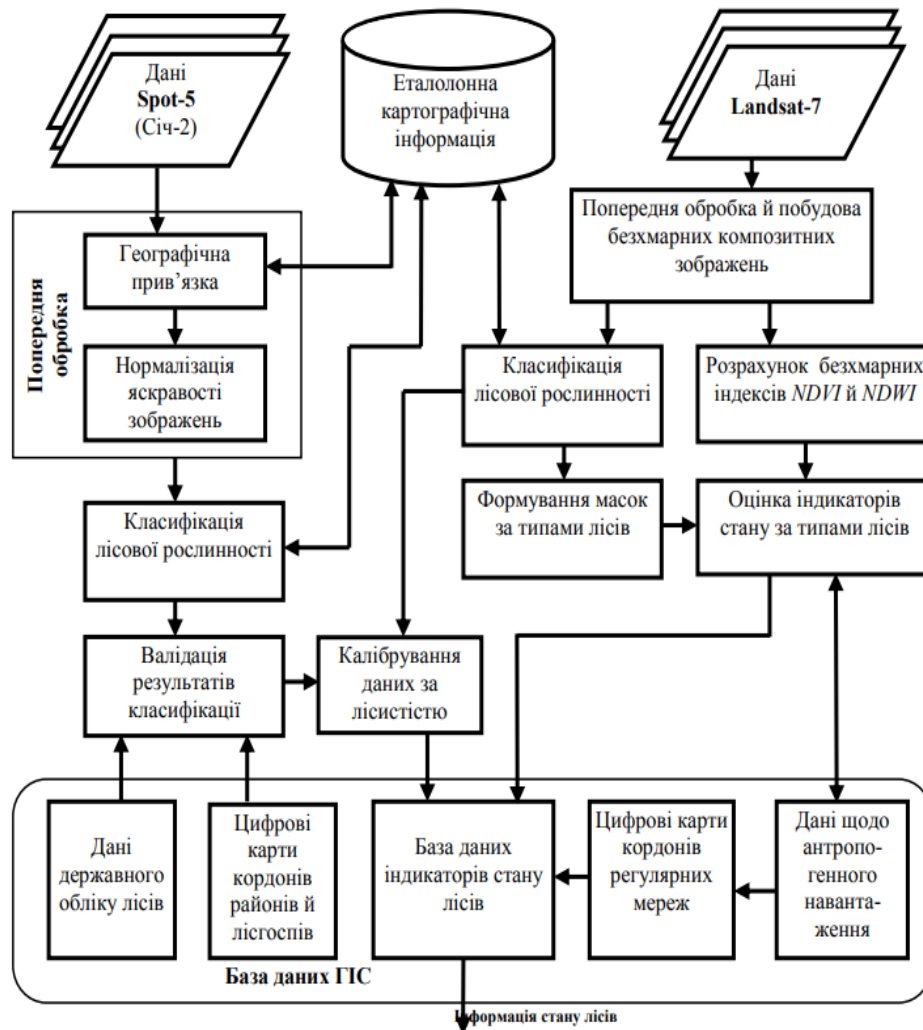 Дані
Spot-5
(Січ-2)
Еталолонна
картографічна
інформація
Дані
Landsat-7
Попередня обробка й побудова
безхмарних композитних
зображень
Попередня
обробка
Географічна
прив’язка
Нормалізація
яскравості
зображень
Класифікація
лісової рослинності
Розрахунок безхмарних
індексів NDVI й NDWI
Класифікація
лісової рослинності
Формування масок
за типами лісів
Оцінка індикаторів
стану за типами лісів
Валідація
результатів
класифікації
Калібрування
даних за
лісистістю
Дані
державного
обліку лісів
Цифрові
карти
кордонів
районів й
лісгоспів
База даних
індикаторів стану
лісів
Цифрові карти
кордонів
регулярних
мереж
Дані щодо
антропо-
генного
наванта-
ження
База даних ГІС
Інформація стану лісів